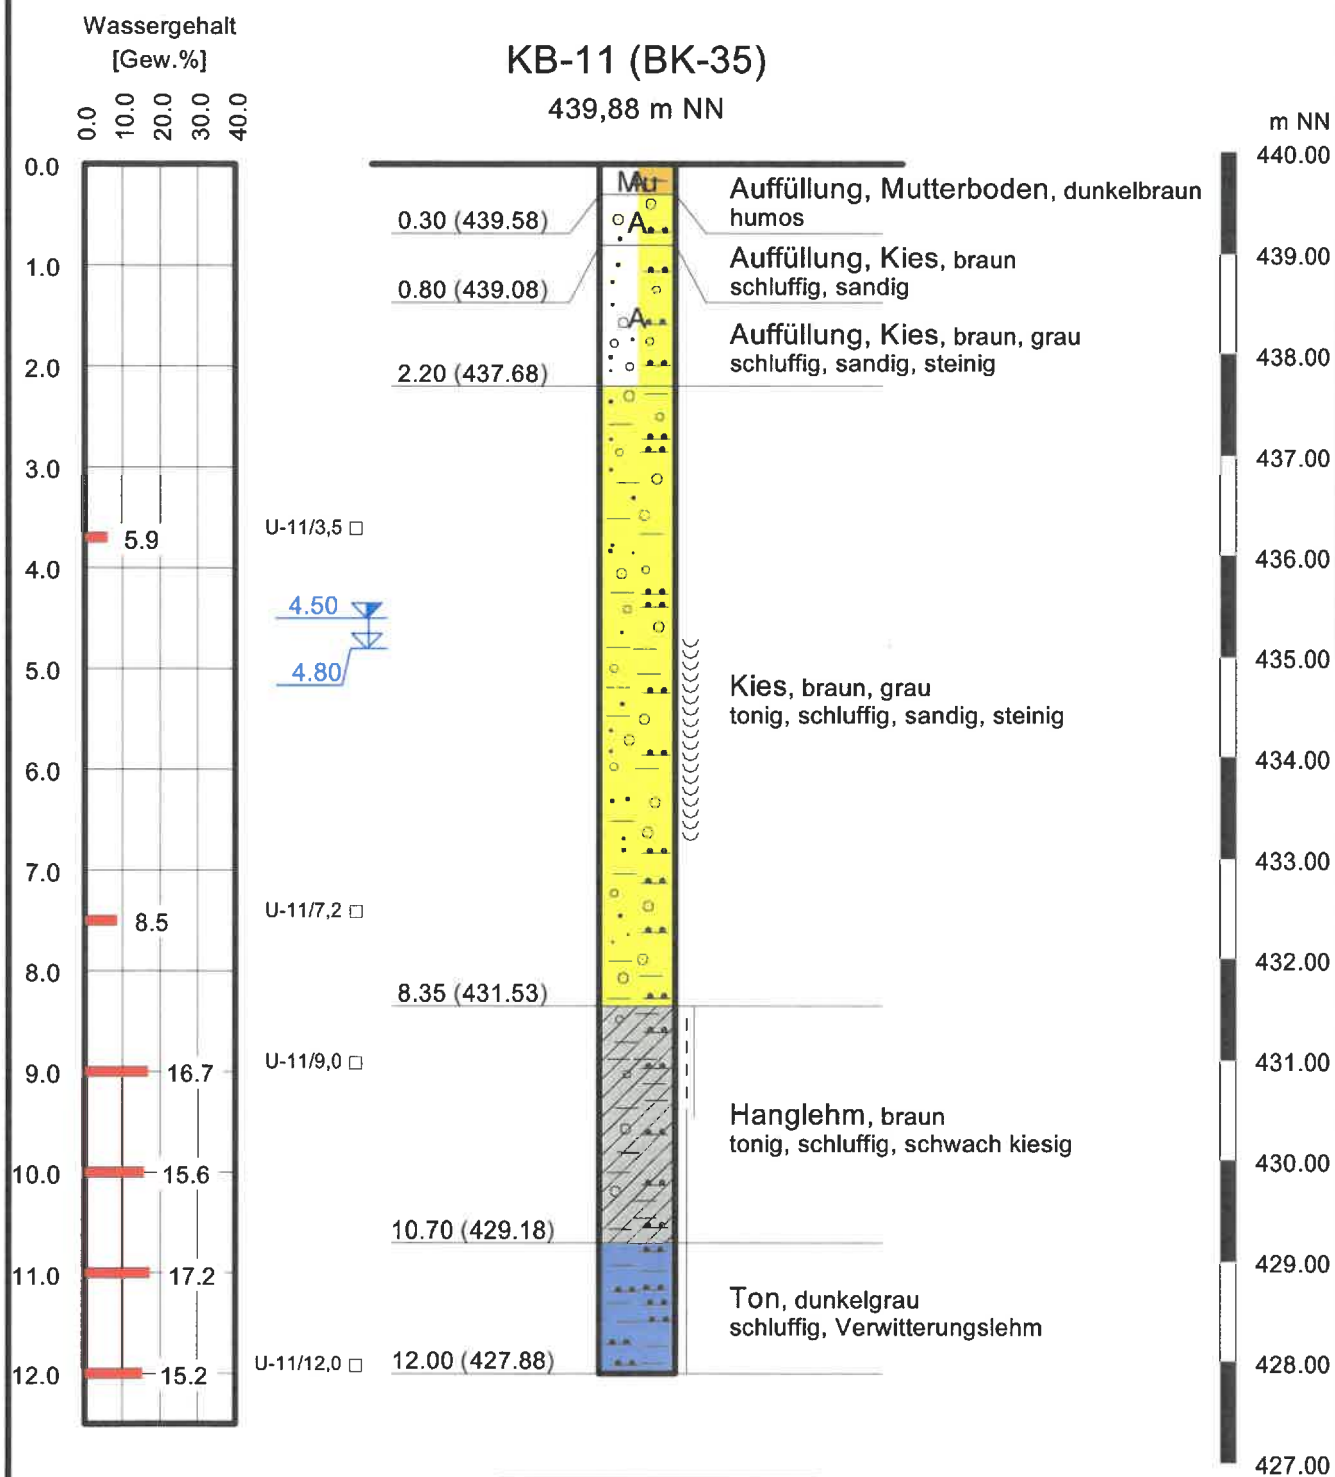 Wassergehalt
[Gew.%]
0.0 10.0 20.0 30.0 40.0
KB-11 (BK-35)
439,88 m NN
m NN
0.0
1.0
2.0
3.0
4.0
5.0
6.0
7.0
8.0
9.0
10.0
11.0
12.0
5.9
8.5
16.7
15.6
17.2
15.2
U-11/3,5
4.50
4.80
U-11/7,2
U-11/9,0
U-11/12,0
0.30 (439.58)
0.80 (439.08)
2.20 (437.68)
8.35 (431.53)
10.70 (429.18)
12.00 (427.88)
Mu
A
A
Auffüllung, Mutterboden, dunkelbraun
humos
Auffüllung, Kies, braun
schluffig, sandig
Auffüllung, Kies, braun, grau
schluffig, sandig, steinig
Kies, braun, grau
tonig, schluffig, sandig, steinig
Hanglehm, braun
tonig, schluffig, schwach kiesig
Ton, dunkelgrau
schluffig, Verwitterungslehm
440.00
439.00
438.00
437.00
436.00
435.00
434.00
433.00
432.00
431.00
430.00
429.00
428.00
427.00